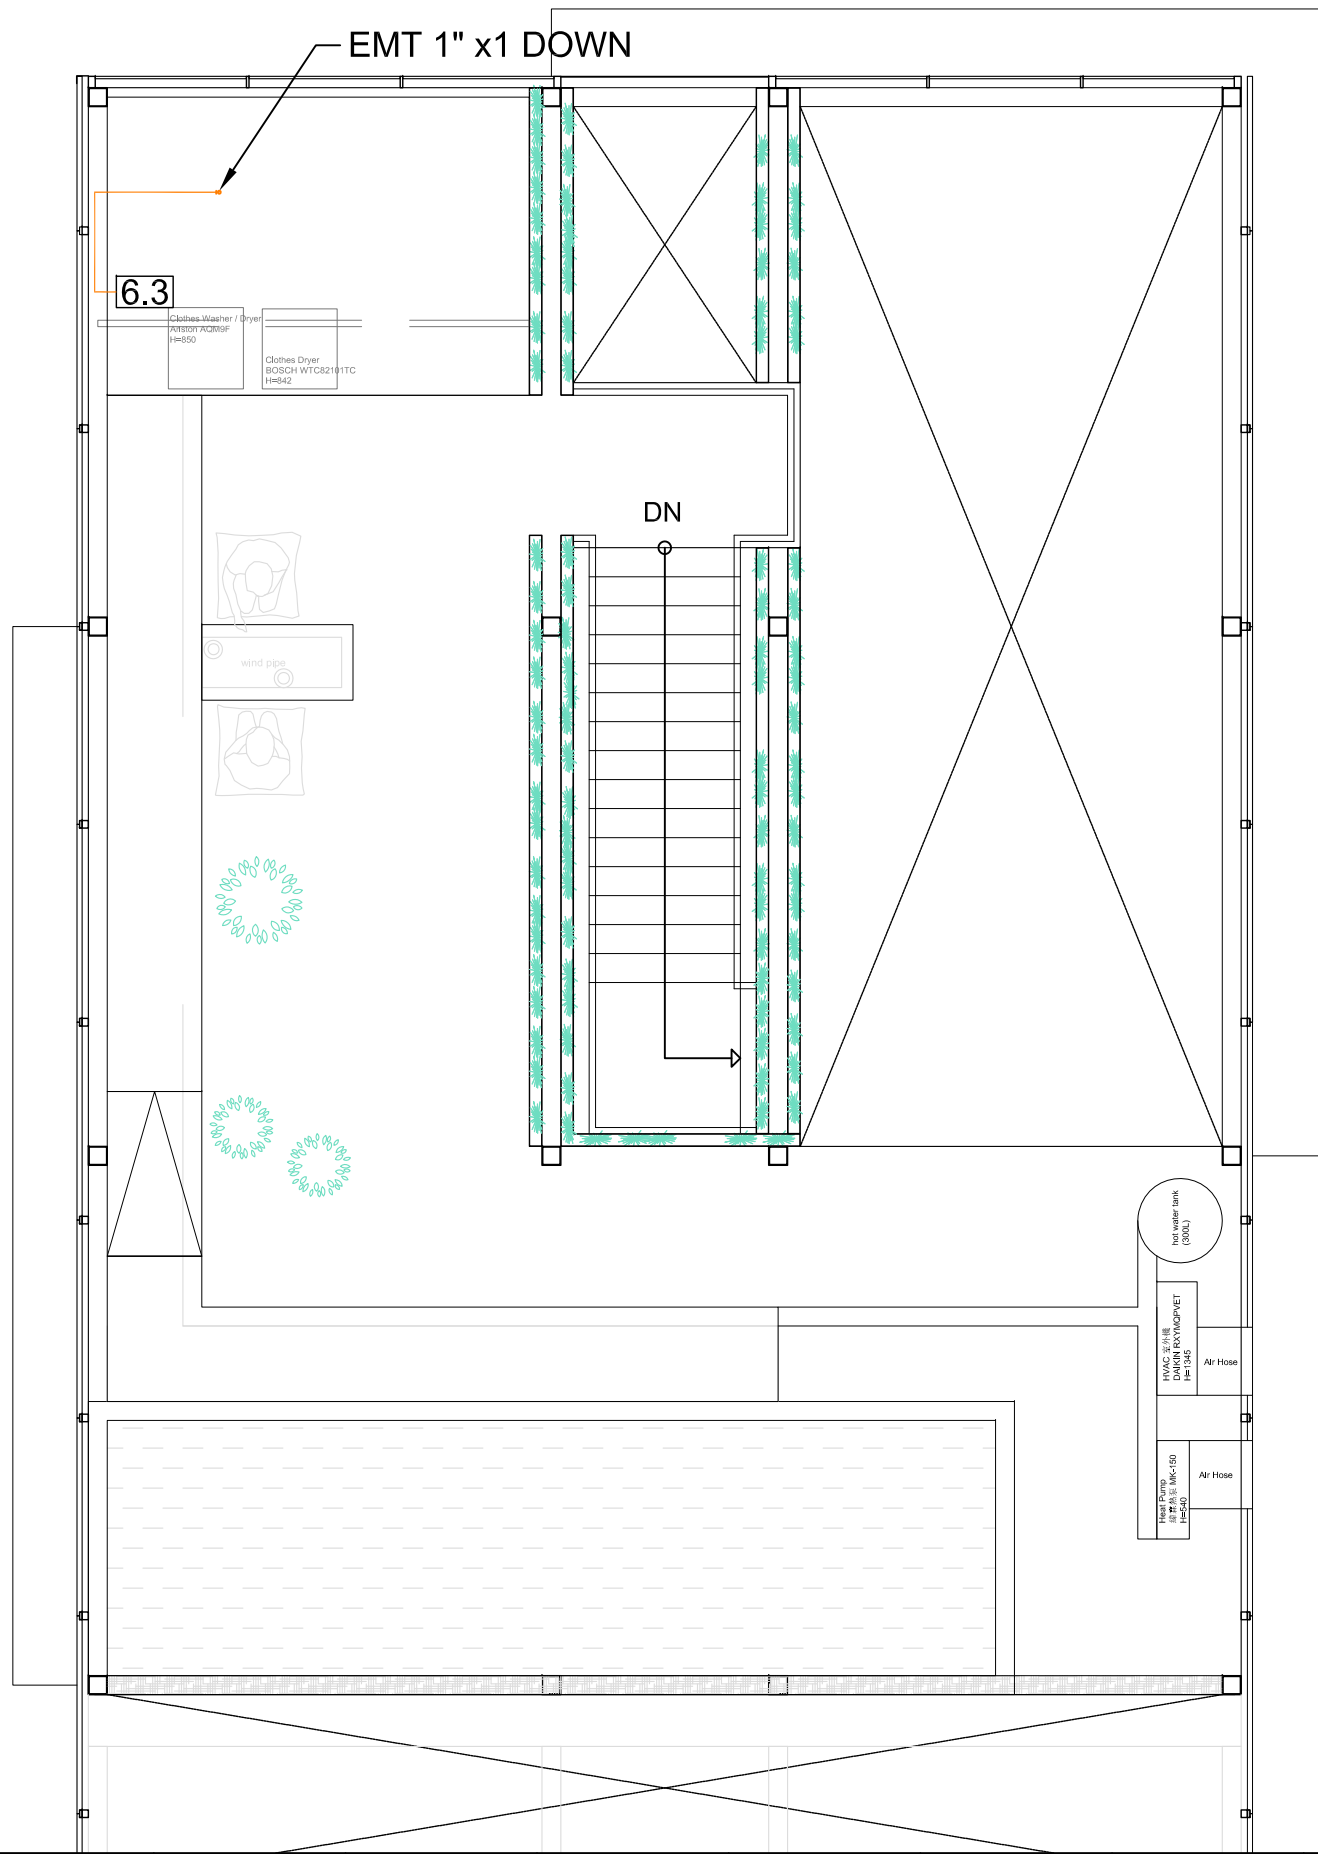 EMT 1" x1 DOWN
6.3
Clothes Washer / Dryer
Ariston AQM9F
H=850
Clothes Dryer
BOSCH WTC82101TC
H=842
DN
wind pipe
hot water tank
(300L)
HVAC 室外機
DAIKIN RXYMQPVET
H=1345
Air Hose
Heat Pump
MK-150
H=540
Air Hose